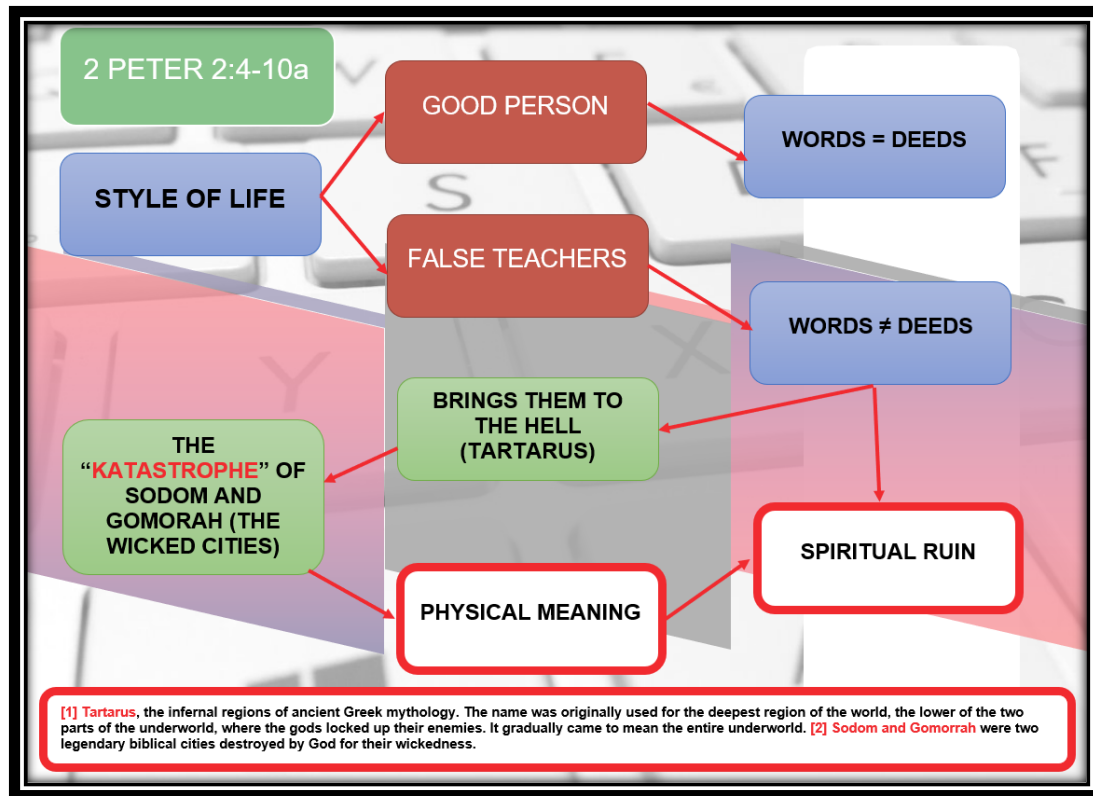 2 PETER 2:4-10a
GOOD PERSON
WORDS = DEEDS
STYLE OF LIFE
FALSE TEACHERS
WORDS ≠ DEEDS
BRINGS THEM TO
THE HELL
(TARTARUS)
THE
“KATASTROPHE” OF
SODOM AND
GOMORAH (THE
WICKED CITIES)
SPIRITUAL RUIN
PHYSICAL MEANING
[1] Tartarus, the infernal regions of ancient Greek mythology. The name was originally used for the deepest region of the world, the lower of the two
parts of the underworld, where the gods locked up their enemies. It gradually came to mean the entire underworld. [2] Sodom and Gomorrah were two
legendary biblical cities destroyed by God for their wickedness.